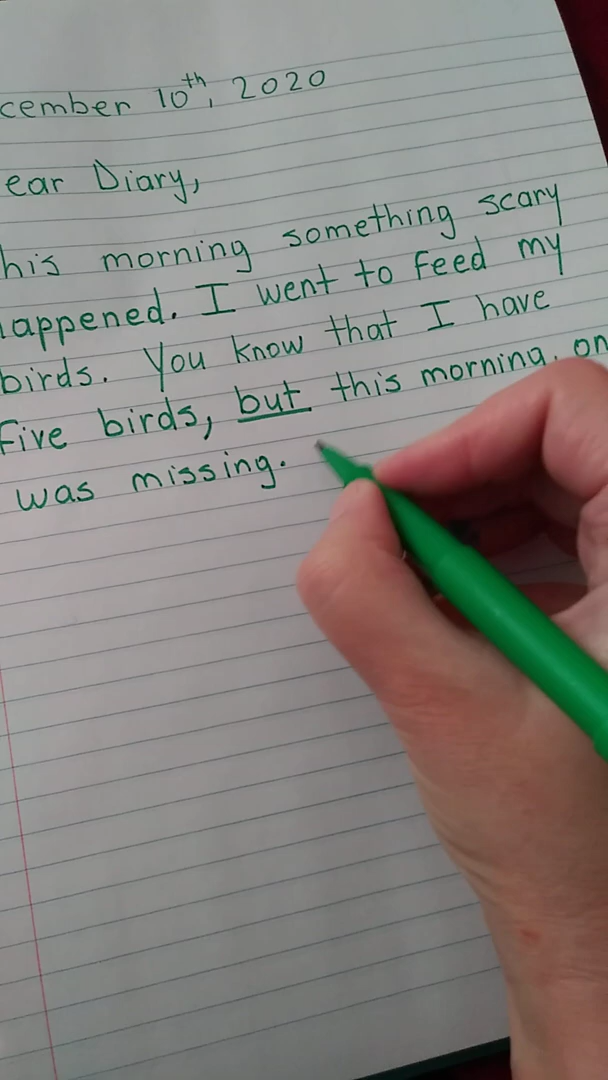 cember 10th, 2020
ear Diary,
his morning something scary
appened. I went to feed my
birds. You know that I have
five birds, but this morning, on
was missing.